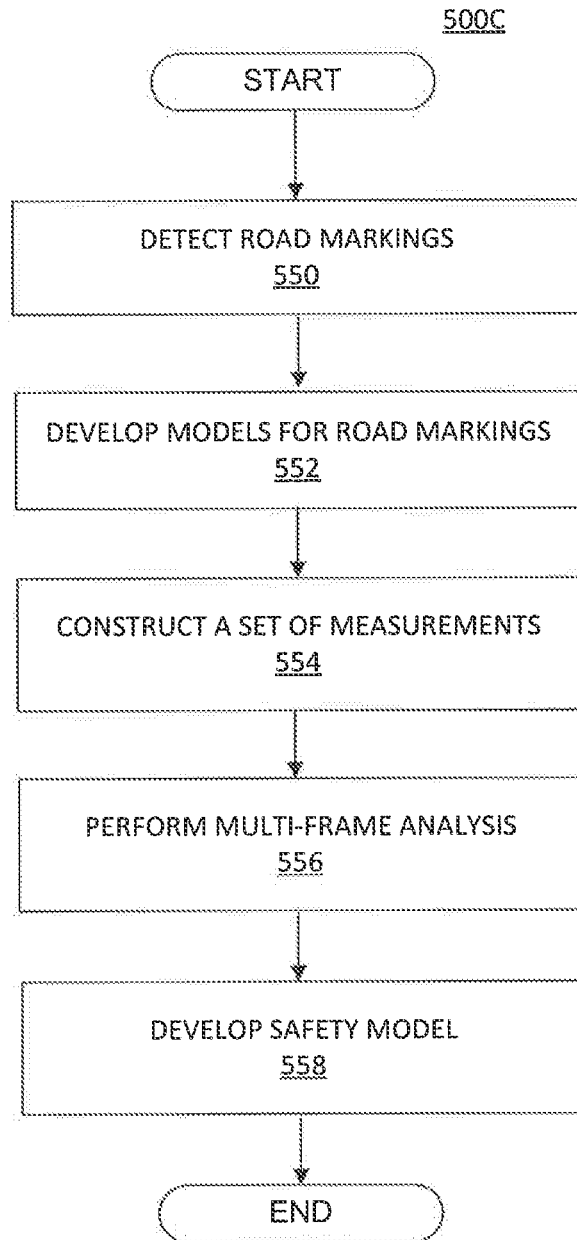 500C
START
DETECT ROAD MARKINGS
550
DEVELOP MODELS FOR ROAD MARKINGS
552
CONSTRUCT A SET OF MEASUREMENTS
554
PERFORM MULTI-FRAME ANALYSIS
556
DEVELOP SAFETY MODEL
558
END